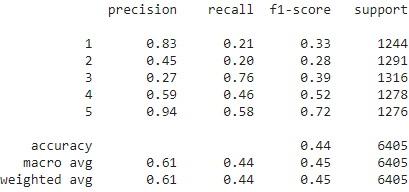 precision recall f1-score support
1 0.83 0.21 0.33 1244
2 0.45 0.20 0.28 1291
3 0.27 0.76 0.39 1316
4 0.59 0.46 0.52 1278
5 0.94 0.58 0.72 1276
accuracy 0.44 6405
macro avg 0.61 0.44 0.45 6405
weighted avg 0.61 0.44 0.45 6405